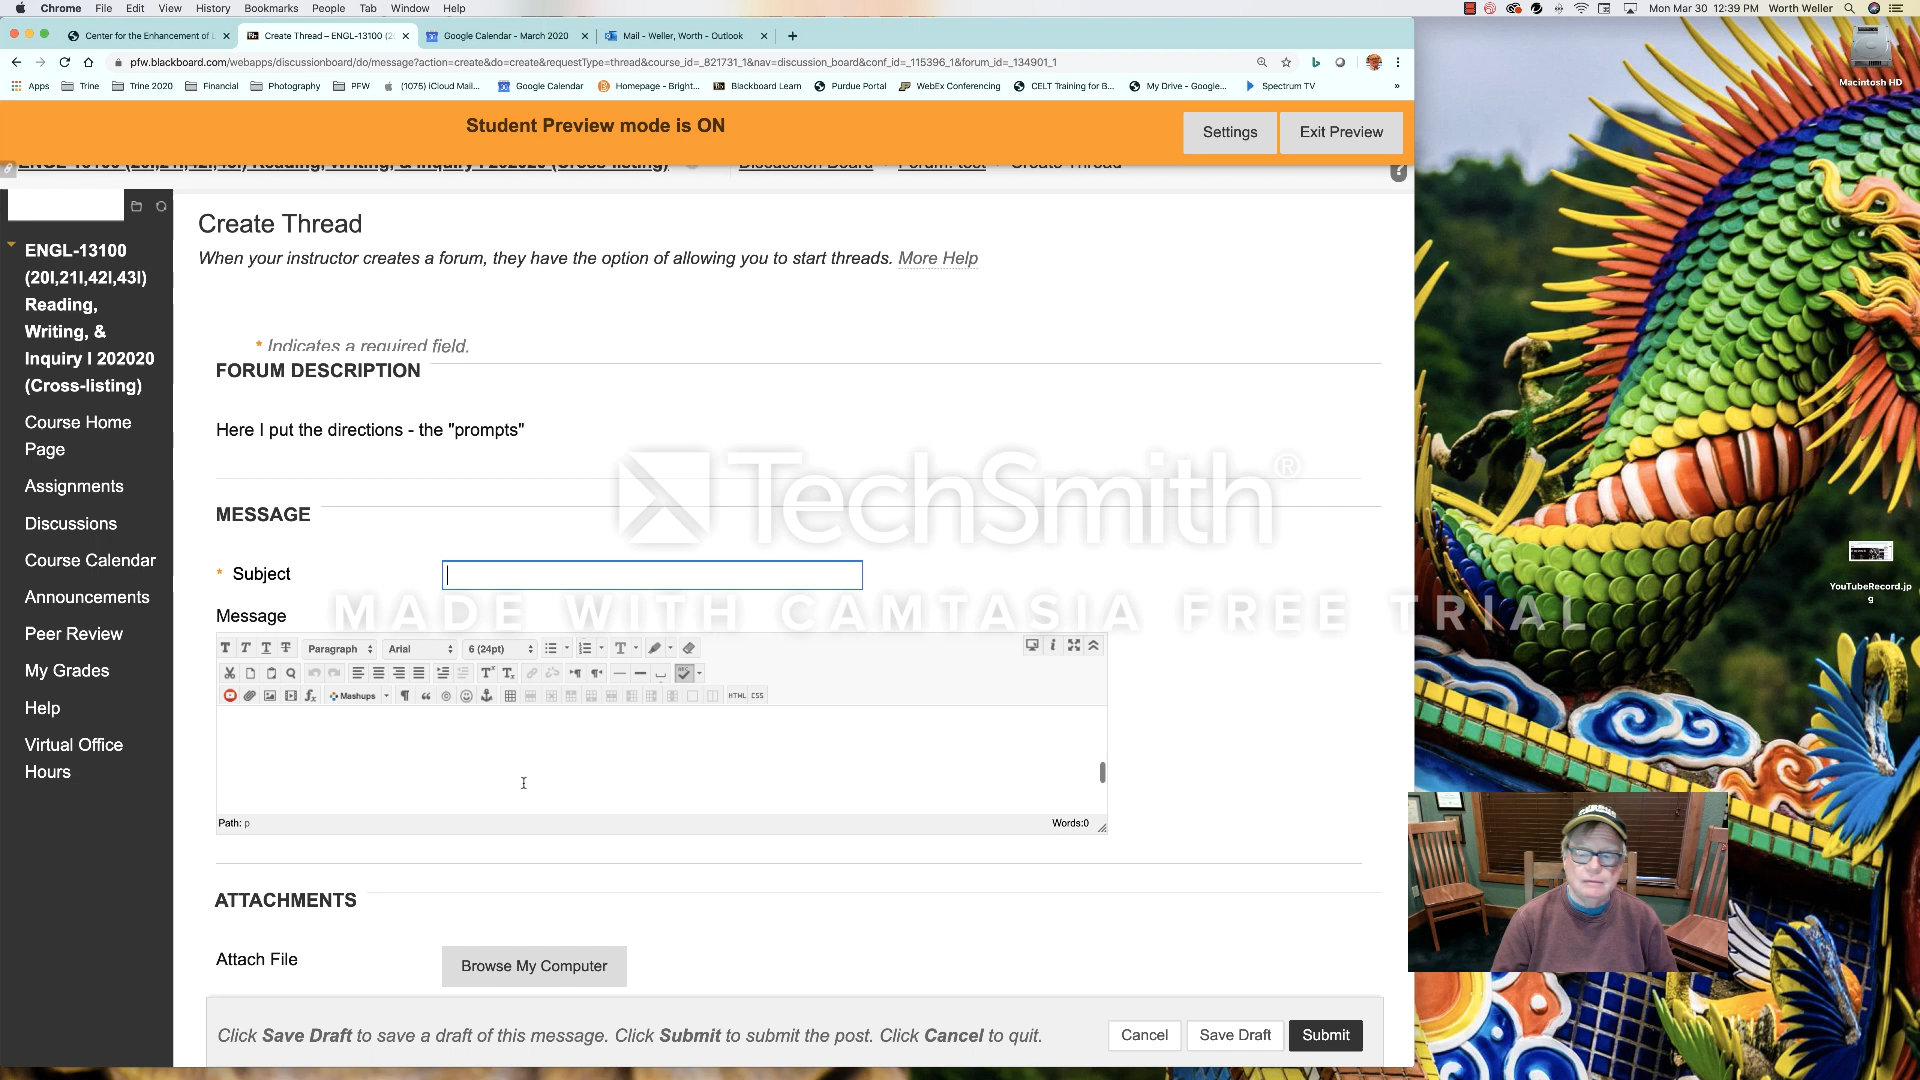 Chrome File Edit View History Bookmarks People Tab Window Help
Mon Mar 30 12:39 PM Worth Weller
Center for the Enhancement of
Create Thread – ENGL-13100 (2
Google Calendar - March 2020
Mail - Weller, Worth - Outlook
pfw.blackboard.com/webapps/discussionboard/do/message?action=create&do=create&requestType=thread&course_id=_821731_1&nav=discussion_board&conf_id=_115396_1&forum_id=_134901_1
Apps Trine Trine 2020 Financial Photography PFW (1075) iCloud Mail... Google Calendar Homepage - Bright... Blackboard Learn Purdue Portal WebEx Conferencing CELT Training for B... My Drive - Google... Spectrum TV »
Macintosh HD
Student Preview mode is ON
Settings
Exit Preview
ENGL-13100 (20I,21I,42I,43I) Reading, Writing, & Inquiry I 202020 (Cross-listing)
Discussion Board
Forum: test
Create Thread
?
ENGL-13100
(20I,21I,42I,43I)
Reading,
Writing, &
Inquiry I 202020
(Cross-listing)
Course Home
Page
Assignments
Discussions
Course Calendar
Announcements
Peer Review
My Grades
Help
Virtual Office
Hours
Create Thread
When your instructor creates a forum, they have the option of allowing you to start threads. More Help
* Indicates a required field.
FORUM DESCRIPTION
Here I put the directions - the "prompts"
TechSmith®
MESSAGE
* Subject
MADE WITH CAMTASIA FREE TRIAL
Message
Paragraph Arial 6 (24pt)
Mashups
HTML CSS
Path: p
Words:0
ATTACHMENTS
Attach File
Browse My Computer
Click Save Draft to save a draft of this message. Click Submit to submit the post. Click Cancel to quit.
Cancel
Save Draft
Submit
YouTubeRecord.jp
g